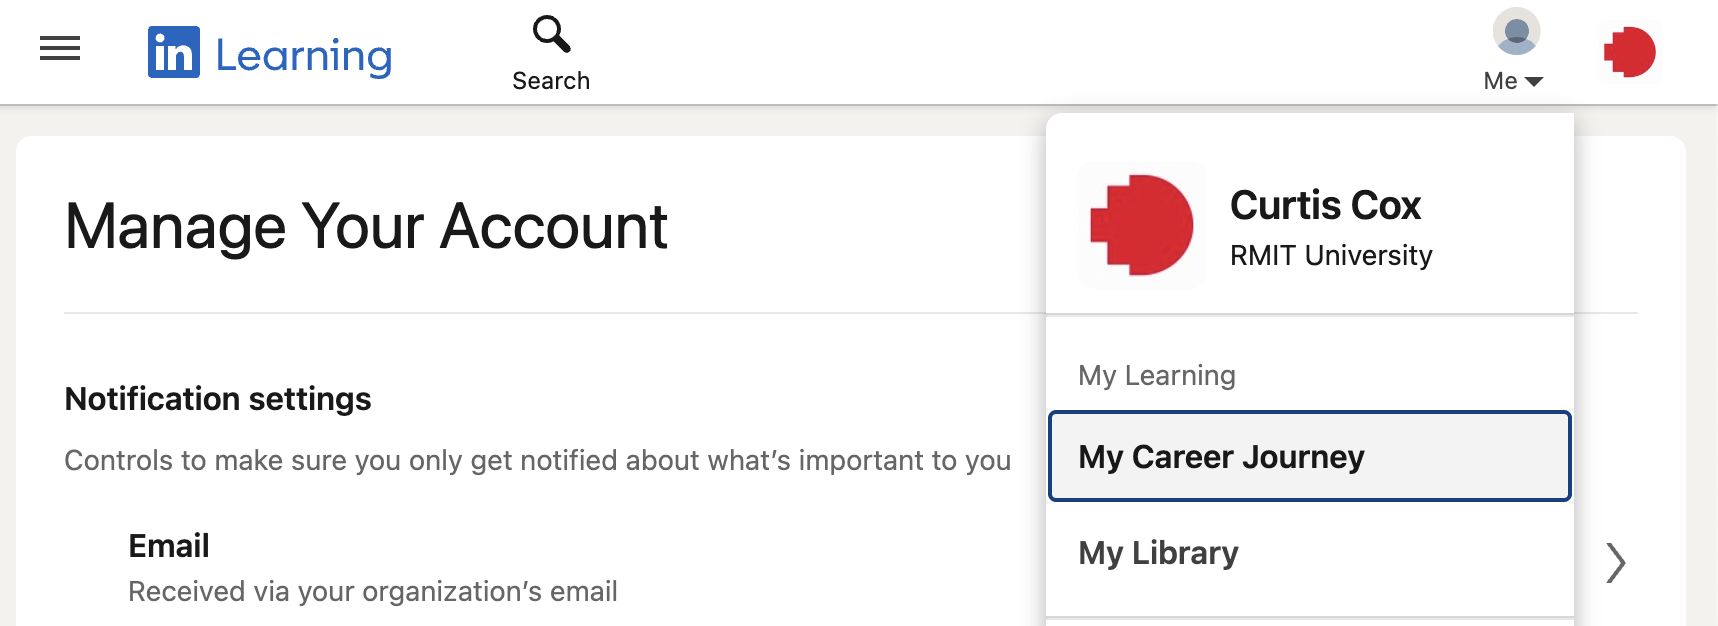 in Learning
Search
Me
Manage Your Account
Curtis Cox
RMIT University
Notification settings
Controls to make sure you only get notified about what’s important to you
Email
Received via your organization’s email
My Learning
My Career Journey
My Library